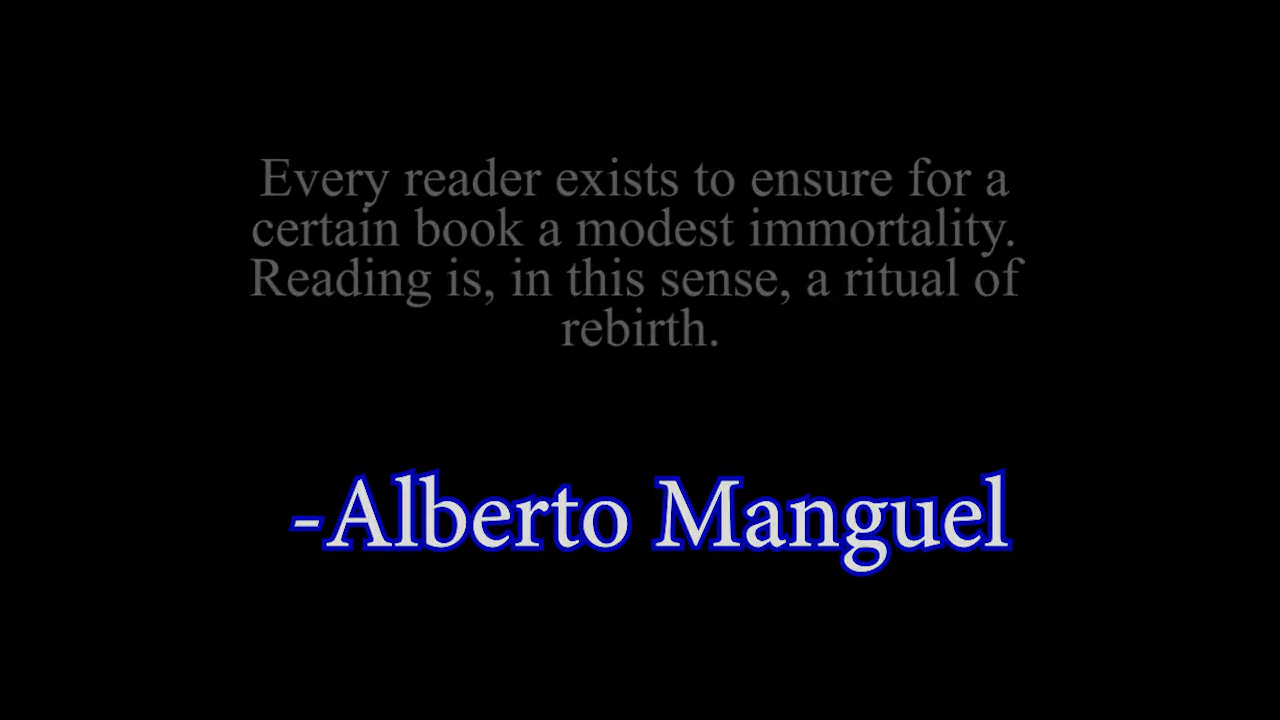 Every reader exists to ensure for a
certain book a modest immortality.
Reading is, in this sense, a ritual of
rebirth.
-Alberto Manguel